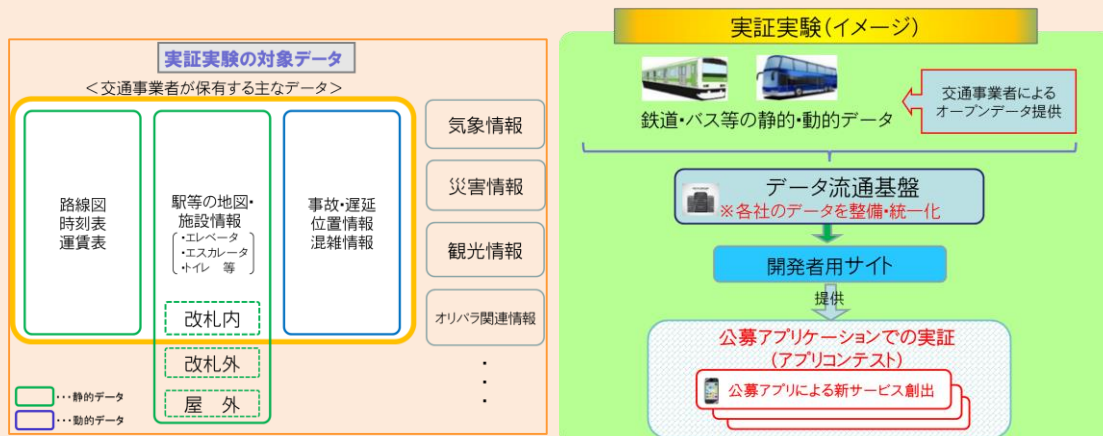 実証実験の対象データ
<交通事業者が保有する主なデータ>
路線図
時刻表
運賃表
駅等の地図・
施設情報
・エレベータ
・エスカレータ
・トイレ 等
改札内
改札外
屋 外
事故・遅延
位置情報
混雑情報
気象情報
災害情報
観光情報
オリパラ関連情報
・
・
・
・・・静的データ
・・・動的データ
実証実験(イメージ)
鉄道・バス等の静的・動的データ
交通事業者による
オープンデータ提供
データ流通基盤
※各社のデータを整備・統一化
開発者用サイト
提供
公募アプリケーションでの実証
(アプリコンテスト)
公募アプリによる新サービス創出